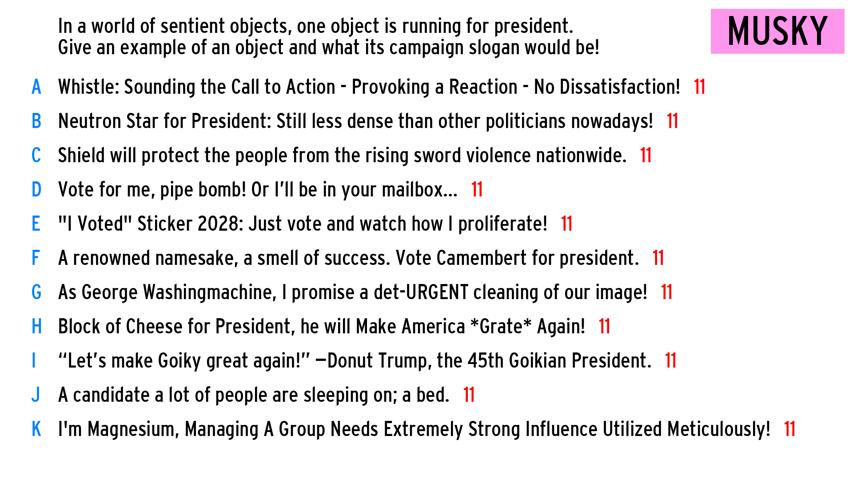 In a world of sentient objects, one object is running for president.
Give an example of an object and what its campaign slogan would be!
MUSKY
A Whistle: Sounding the Call to Action - Provoking a Reaction - No Dissatisfaction! 11
B Neutron Star for President: Still less dense than other politicians nowadays! 11
C Shield will protect the people from the rising sword violence nationwide. 11
D Vote for me, pipe bomb! Or I'll be in your mailbox... 11
E "I Voted" Sticker 2028: Just vote and watch how I proliferate! 11
F A renowned namesake, a smell of success. Vote Camembert for president. 11
G As George Washingmachine, I promise a det-URGENT cleaning of our image! 11
H Block of Cheese for President, he will Make America *Grate* Again! 11
I “Let’s make Goiky great again!” —Donut Trump, the 45th Goikian President. 11
J A candidate a lot of people are sleeping on; a bed. 11
K I'm Magnesium, Managing A Group Needs Extremely Strong Influence Utilized Meticulously! 11